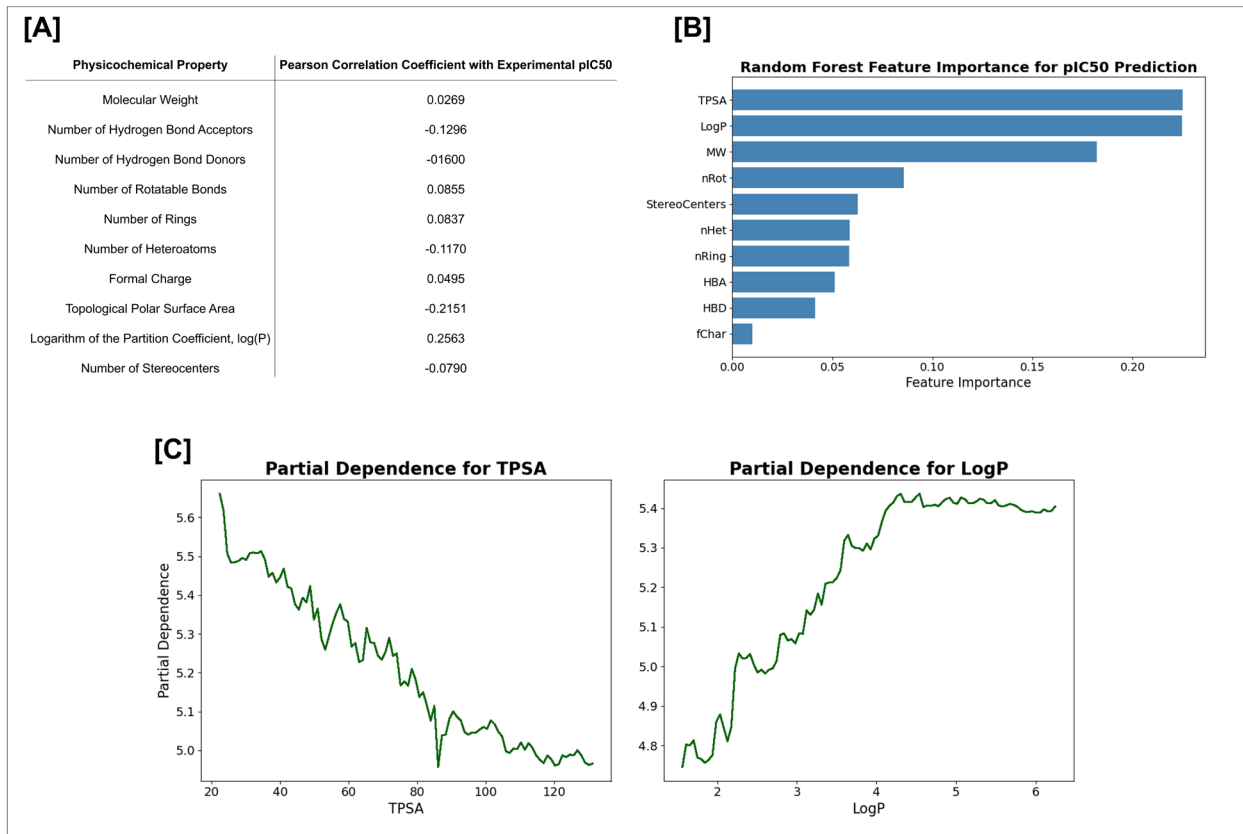 [A]
Physicochemical Property Pearson Correlation Coefficient with Experimental pIC50
Molecular Weight 0.0269
Number of Hydrogen Bond Acceptors -0.1296
Number of Hydrogen Bond Donors -01600
Number of Rotatable Bonds 0.0855
Number of Rings 0.0837
Number of Heteroatoms -0.1170
Formal Charge 0.0495
Topological Polar Surface Area -0.2151
Logarithm of the Partition Coefficient, log(P) 0.2563
Number of Stereocenters -0.0790
[B]
Random Forest Feature Importance for pIC50 Prediction
TPSA
LogP
MW
nRot
StereoCenters
nHet
nRing
HBA
HBD
fChar
0.00 0.05 0.10 0.15 0.20
Feature Importance
[C]
Partial Dependence for TPSA
Partial Dependence
5.6
5.5
5.4
5.3
5.2
5.1
5.0
20 40 60 80 100 120
TPSA
Partial Dependence for LogP
5.4
5.3
5.2
5.1
5.0
4.9
4.8
2 3 4 5 6
LogP